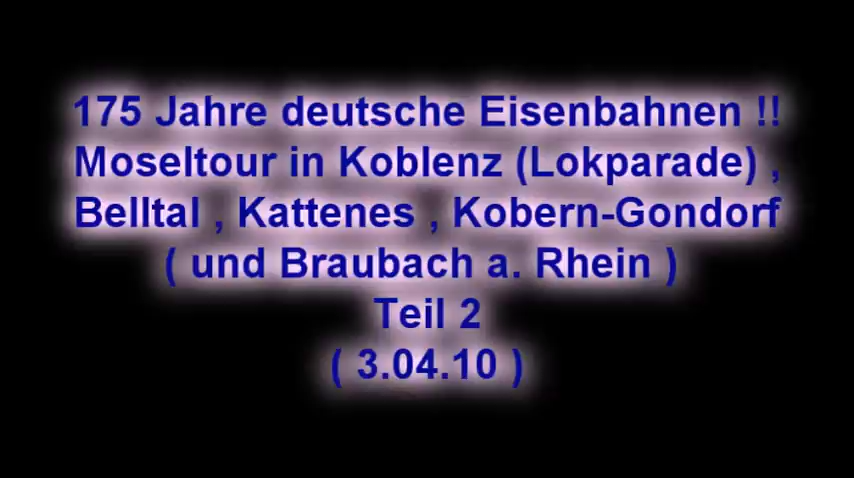 175 Jahre deutsche Eisenbahnen !!
Moseltour in Koblenz (Lokparade) ,
Belltal , Kattenes , Kobern-Gondorf
( und Braubach a. Rhein )
Teil 2
( 3.04.10 )